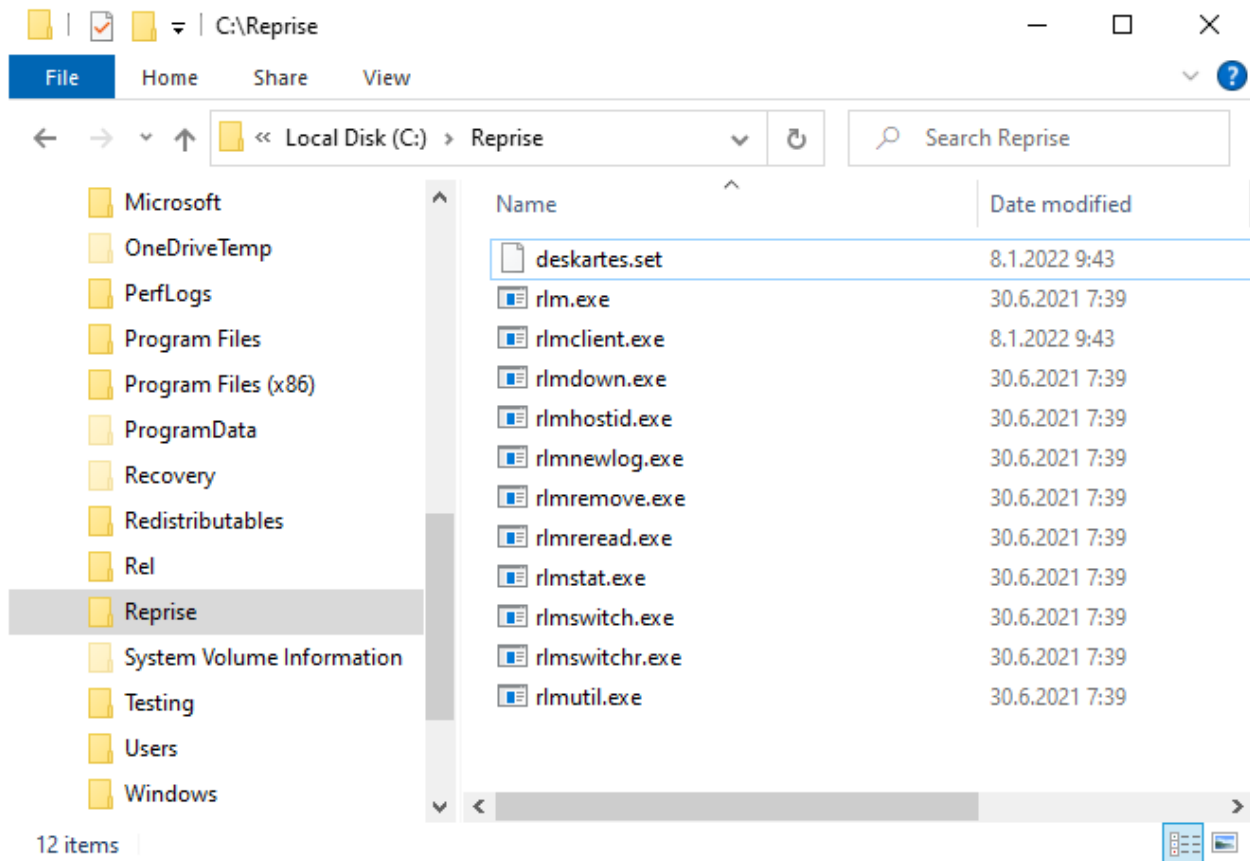 C:\Reprise
File Home Share View
« Local Disk (C:) › Reprise Search Reprise
Microsoft
OneDriveTemp
PerfLogs
Program Files
Program Files (x86)
ProgramData
Recovery
Redistributables
Rel
Reprise
System Volume Information
Testing
Users
Windows
Name Date modified
deskartes.set 8.1.2022 9:43
rlm.exe 30.6.2021 7:39
rlmclient.exe 8.1.2022 9:43
rlmdown.exe 30.6.2021 7:39
rlmhostid.exe 30.6.2021 7:39
rlmnewlog.exe 30.6.2021 7:39
rlmremove.exe 30.6.2021 7:39
rlmreread.exe 30.6.2021 7:39
rlmstat.exe 30.6.2021 7:39
rlmswitch.exe 30.6.2021 7:39
rlmswitchr.exe 30.6.2021 7:39
rlmutil.exe 30.6.2021 7:39
12 items